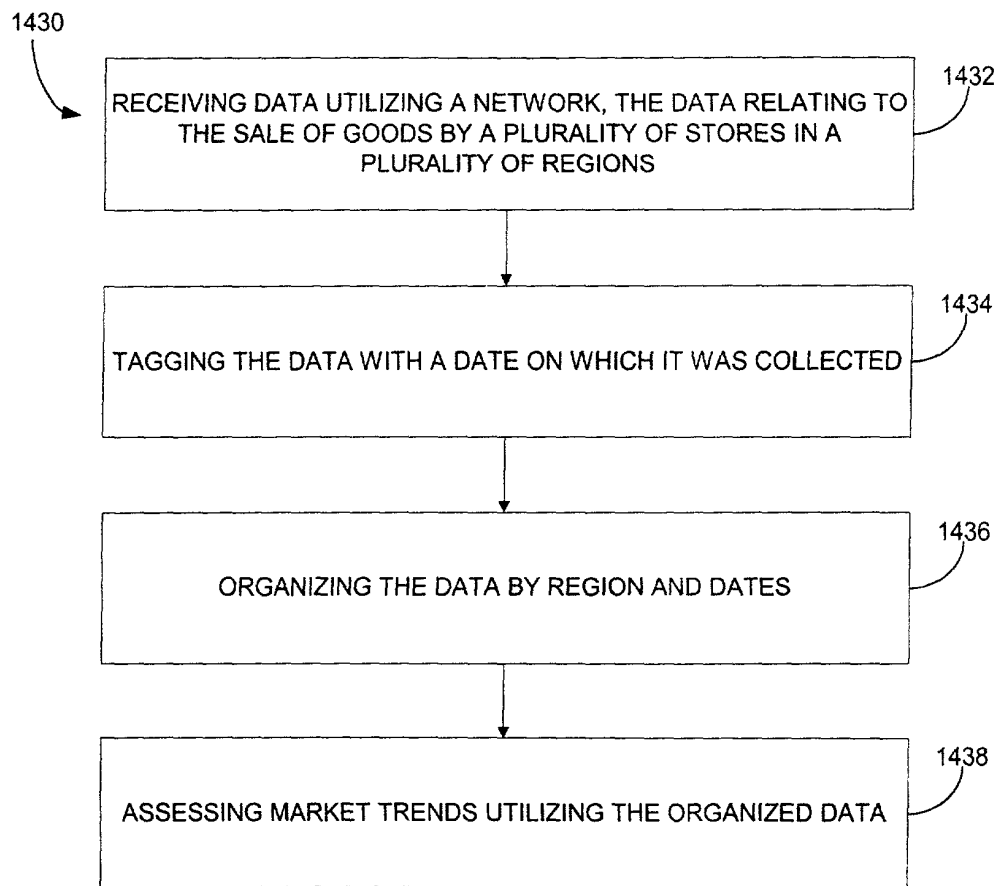 1430
1432
RECEIVING DATA UTILIZING A NETWORK, THE DATA RELATING TO
THE SALE OF GOODS BY A PLURALITY OF STORES IN A
PLURALITY OF REGIONS
1434
TAGGING THE DATA WITH A DATE ON WHICH IT WAS COLLECTED
1436
ORGANIZING THE DATA BY REGION AND DATES
1438
ASSESSING MARKET TRENDS UTILIZING THE ORGANIZED DATA